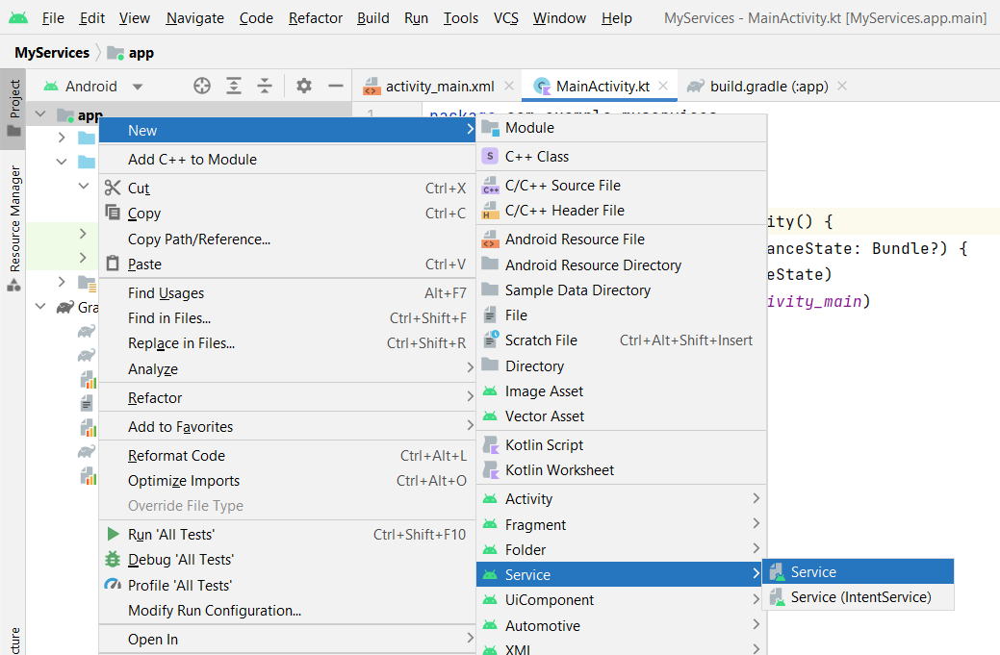 File Edit View Navigate Code Refactor Build Run Tools VCS Window Help MyServices - MainActivity.kt [MyServices.app.main]
MyServices app
Project
Android
activity_main.xml
MainActivity.kt
build.gradle (:app)
app
1
New
Add C++ to Module
Cut Ctrl+X
Copy Ctrl+C
Copy Path/Reference...
Paste Ctrl+V
Find Usages Alt+F7
Find in Files... Ctrl+Shift+F
Replace in Files... Ctrl+Shift+R
Analyze
Refactor
Add to Favorites
Reformat Code Ctrl+Alt+L
Optimize Imports Ctrl+Alt+O
Override File Type
Run 'All Tests' Ctrl+Shift+F10
Debug 'All Tests'
Profile 'All Tests'
Modify Run Configuration...
Open In
Module
C++ Class
C/C++ Source File
C/C++ Header File
Android Resource File
Android Resource Directory
Sample Data Directory
File
Scratch File Ctrl+Alt+Shift+Insert
Directory
Image Asset
Vector Asset
Kotlin Script
Kotlin Worksheet
Activity
Fragment
Folder
Service
UiComponent
Automotive
XML
Service
Service (IntentService)
ity() {
anceState: Bundle?) {
eState)
ivity_main)
Resource Manager
Gra
cture